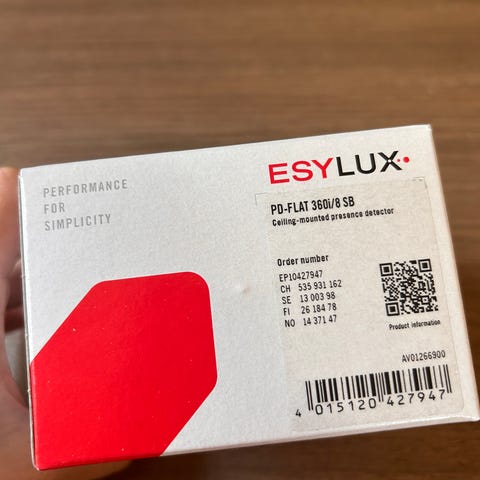 PERFORMANCE
FOR
SIMPLICITY
ESYLUX
PD-FLAT 360i/8 SB
Ceiling-mounted presence detector
Order number
EP10427947
CH 535 931 162
SE 13 003 98
FI 26 184 78
NO 14 371 47
Product information
AV01266900
4 015120 427947